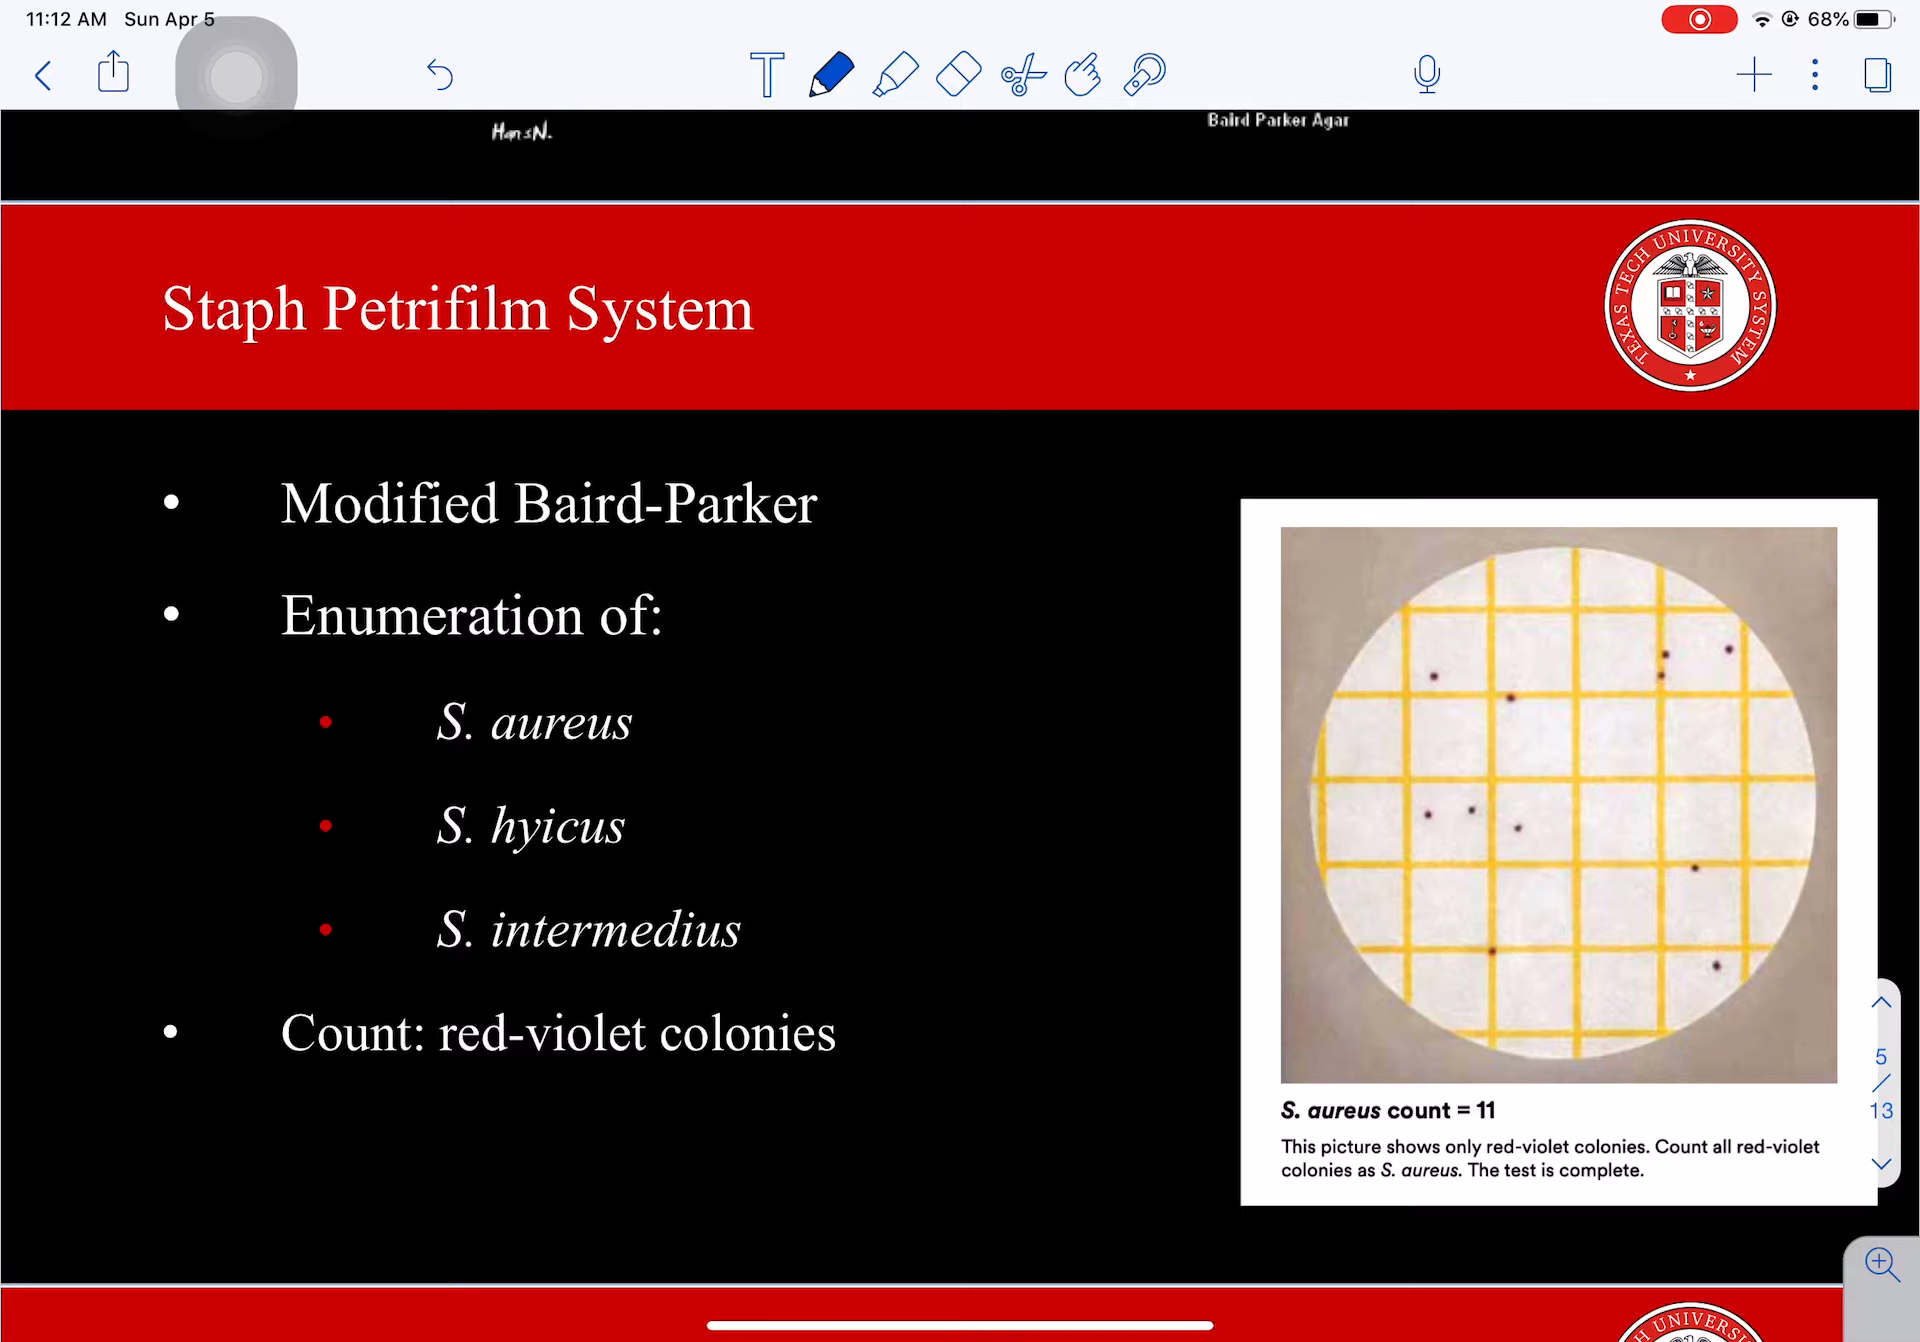 11:12 AM Sun Apr 5
68%
HansN.
Baird Parker Agar
Staph Petrifilm System
TEXAS TECH UNIVERSITY SYSTEM
• Modified Baird-Parker
• Enumeration of:
• S. aureus
• S. hyicus
• S. intermedius
• Count: red-violet colonies
S. aureus count = 11
This picture shows only red-violet colonies. Count all red-violet
colonies as S. aureus. The test is complete.
5
/
13
H UNIVERS